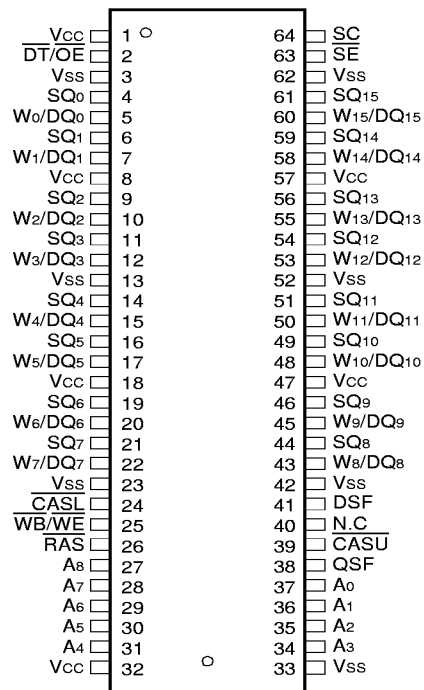 VCC 1 64 SC
DT/OE 2 63 SE
VSS 3 62 VSS
SQ0 4 61 SQ15
W0/DQ0 5 60 W15/DQ15
SQ1 6 59 SQ14
W1/DQ1 7 58 W14/DQ14
VCC 8 57 VCC
SQ2 9 56 SQ13
W2/DQ2 10 55 W13/DQ13
SQ3 11 54 SQ12
W3/DQ3 12 53 W12/DQ12
VSS 13 52 VSS
SQ4 14 51 SQ11
W4/DQ4 15 50 W11/DQ11
SQ5 16 49 SQ10
W5/DQ5 17 48 W10/DQ10
VCC 18 47 VCC
SQ6 19 46 SQ9
W6/DQ6 20 45 W9/DQ9
SQ7 21 44 SQ8
W7/DQ7 22 43 W8/DQ8
VSS 23 42 VSS
CASL 24 41 DSF
WB/WE 25 40 N.C
RAS 26 39 CASU
A8 27 38 QSF
A7 28 37 A0
A6 29 36 A1
A5 30 35 A2
A4 31 34 A3
VCC 32 33 VSS